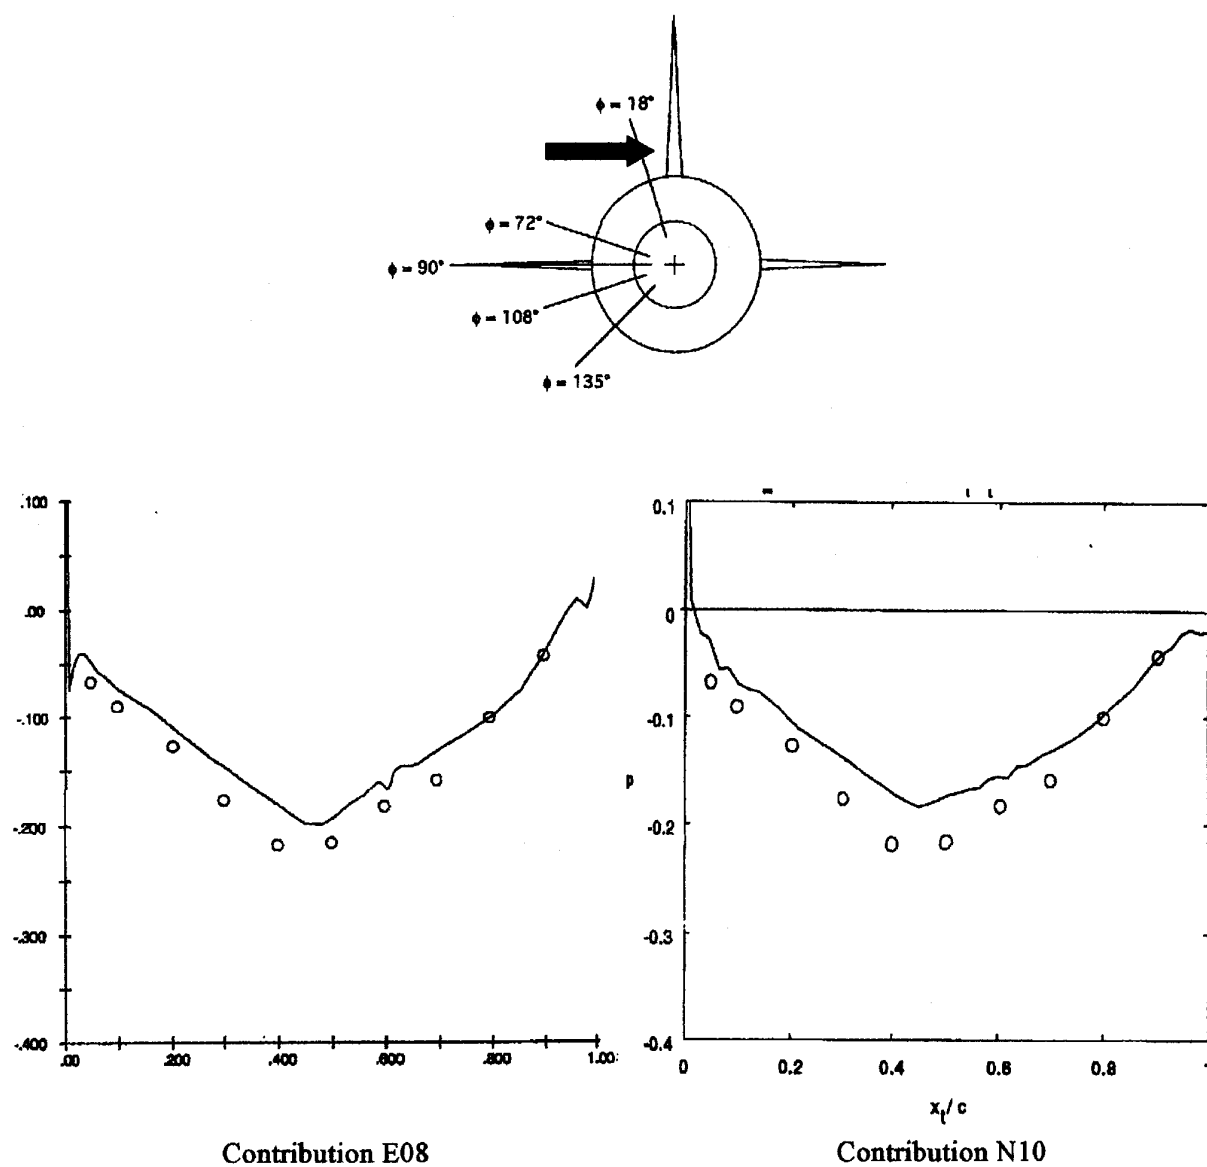 ϕ = 18°
ϕ = 72°
ϕ = 90°
ϕ = 108°
ϕ = 135°
.100
.00
-.100
-.200
-.300
-.400
.00 .200 .400 .600 .800 1.00
0.1
0
-0.1
-0.2
-0.3
-0.4
p
0 0.2 0.4 0.6 0.8
x_t/c
Contribution E08
Contribution N10